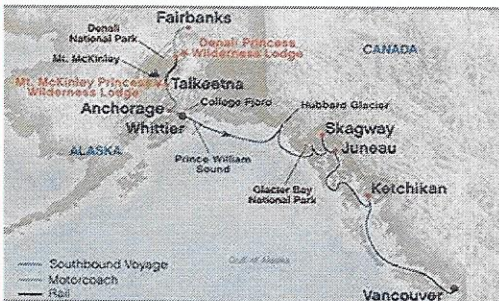 Fairbanks
Denali
National Park
Denali Princess
Wilderness Lodge
CANADA
Mt. McKinley
Mt. McKinley Princess
Wilderness Lodge
Talkeetna
Anchorage
College Fjord
Hubbard Glacier
Whittier
Skagway
Juneau
ALASKA
Prince William
Sound
Glacier Bay
National Park
Ketchikan
Gulf of Alaska
Southbound Voyage
Motorcoach
Rail
Vancouver